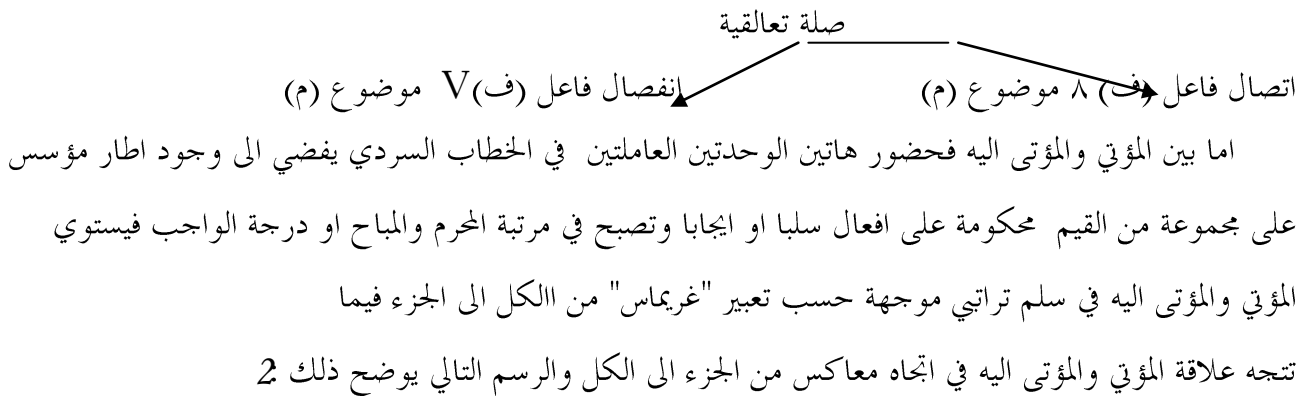 صلة تعالقية
اتصال فاعل (ف) ∧ موضوع (م) إنفصال فاعل (ف) V موضوع (م)
اما بين المؤتي والمؤتى اليه فحضور هاتين الوحدتين العاملتين في الخطاب السردي يفضي الى وجود اطار مؤسس
على مجموعة من القيم محكومة على افعال سلبا او ايجابا وتصبح في مرتبة المحرم والمباح او درجة الواجب فيستوي
المؤتي والمؤتى اليه في سلم تراتبي موجهة حسب تعبير "غريماس" من االكل الى الجزء فيما
تتجه علاقة المؤتي والمؤتى اليه في اتجاه معاكس من الجزء الى الكل والرسم التالي يوضح ذلك :2